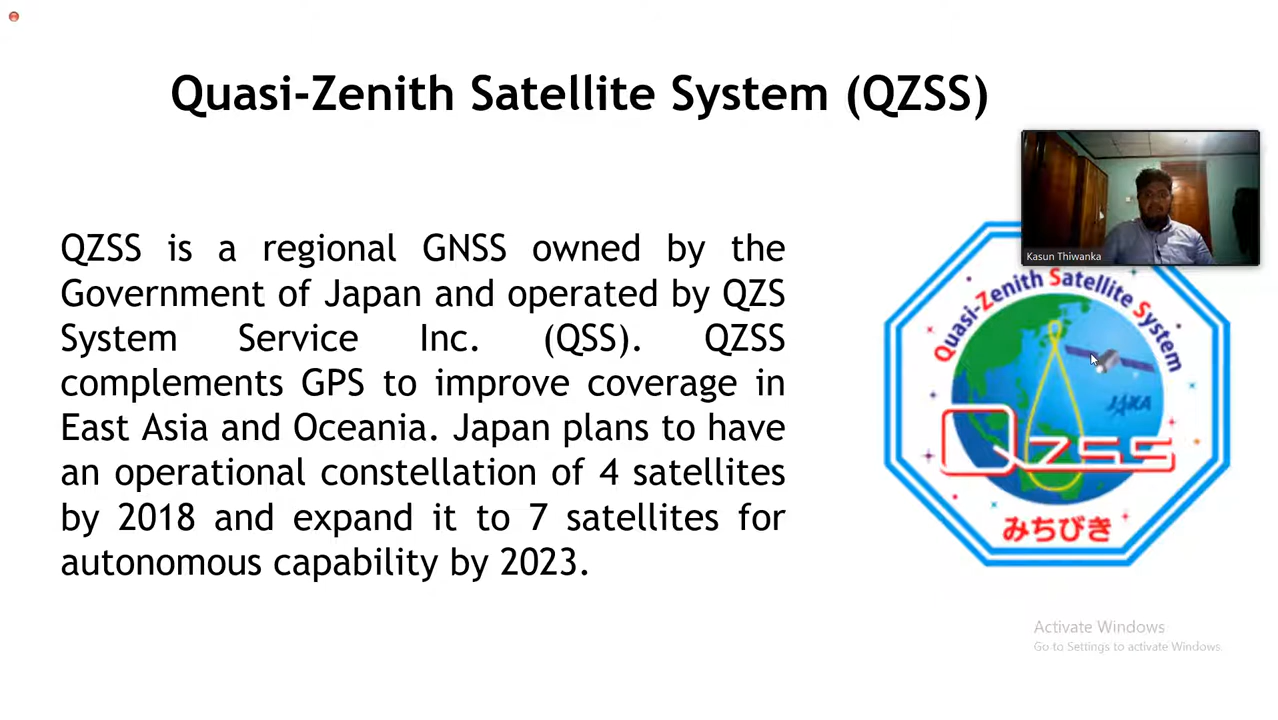 Quasi-Zenith Satellite System (QZSS)
Kasun Thiwanka
QZSS is a regional GNSS owned by the
Government of Japan and operated by QZS
System Service Inc. (QSS). QZSS
complements GPS to improve coverage in
East Asia and Oceania. Japan plans to have
an operational constellation of 4 satellites
by 2018 and expand it to 7 satellites for
autonomous capability by 2023.
Quasi-Zenith Satellite System
JAXA
QZSS
みちびき
Activate Windows
Go to Settings to activate Windows.